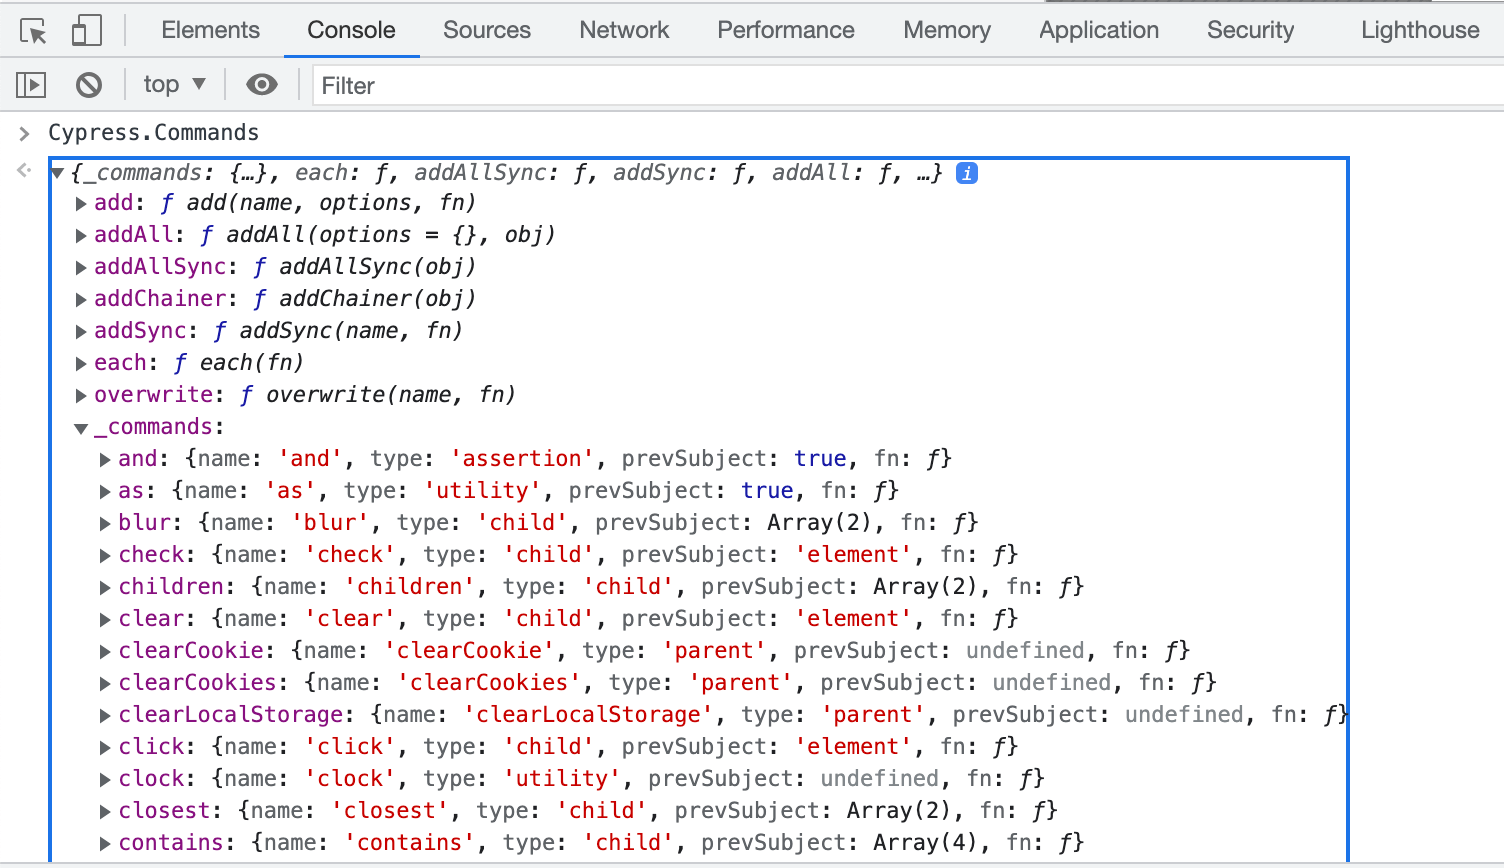 Elements Console Sources Network Performance Memory Application Security Lighthouse
top ▼ Filter
> Cypress.Commands
{_commands: {…}, each: ƒ, addAllSync: ƒ, addSync: ƒ, addAll: ƒ, …} i
add: ƒ add(name, options, fn)
addAll: ƒ addAll(options = {}, obj)
addAllSync: ƒ addAllSync(obj)
addChainer: ƒ addChainer(obj)
addSync: ƒ addSync(name, fn)
each: ƒ each(fn)
overwrite: ƒ overwrite(name, fn)
_commands:
and: {name: 'and', type: 'assertion', prevSubject: true, fn: ƒ}
as: {name: 'as', type: 'utility', prevSubject: true, fn: ƒ}
blur: {name: 'blur', type: 'child', prevSubject: Array(2), fn: ƒ}
check: {name: 'check', type: 'child', prevSubject: 'element', fn: ƒ}
children: {name: 'children', type: 'child', prevSubject: Array(2), fn: ƒ}
clear: {name: 'clear', type: 'child', prevSubject: 'element', fn: ƒ}
clearCookie: {name: 'clearCookie', type: 'parent', prevSubject: undefined, fn: ƒ}
clearCookies: {name: 'clearCookies', type: 'parent', prevSubject: undefined, fn: ƒ}
clearLocalStorage: {name: 'clearLocalStorage', type: 'parent', prevSubject: undefined, fn: ƒ}
click: {name: 'click', type: 'child', prevSubject: 'element', fn: ƒ}
clock: {name: 'clock', type: 'utility', prevSubject: undefined, fn: ƒ}
closest: {name: 'closest', type: 'child', prevSubject: Array(2), fn: ƒ}
contains: {name: 'contains', type: 'child', prevSubject: Array(4), fn: ƒ}